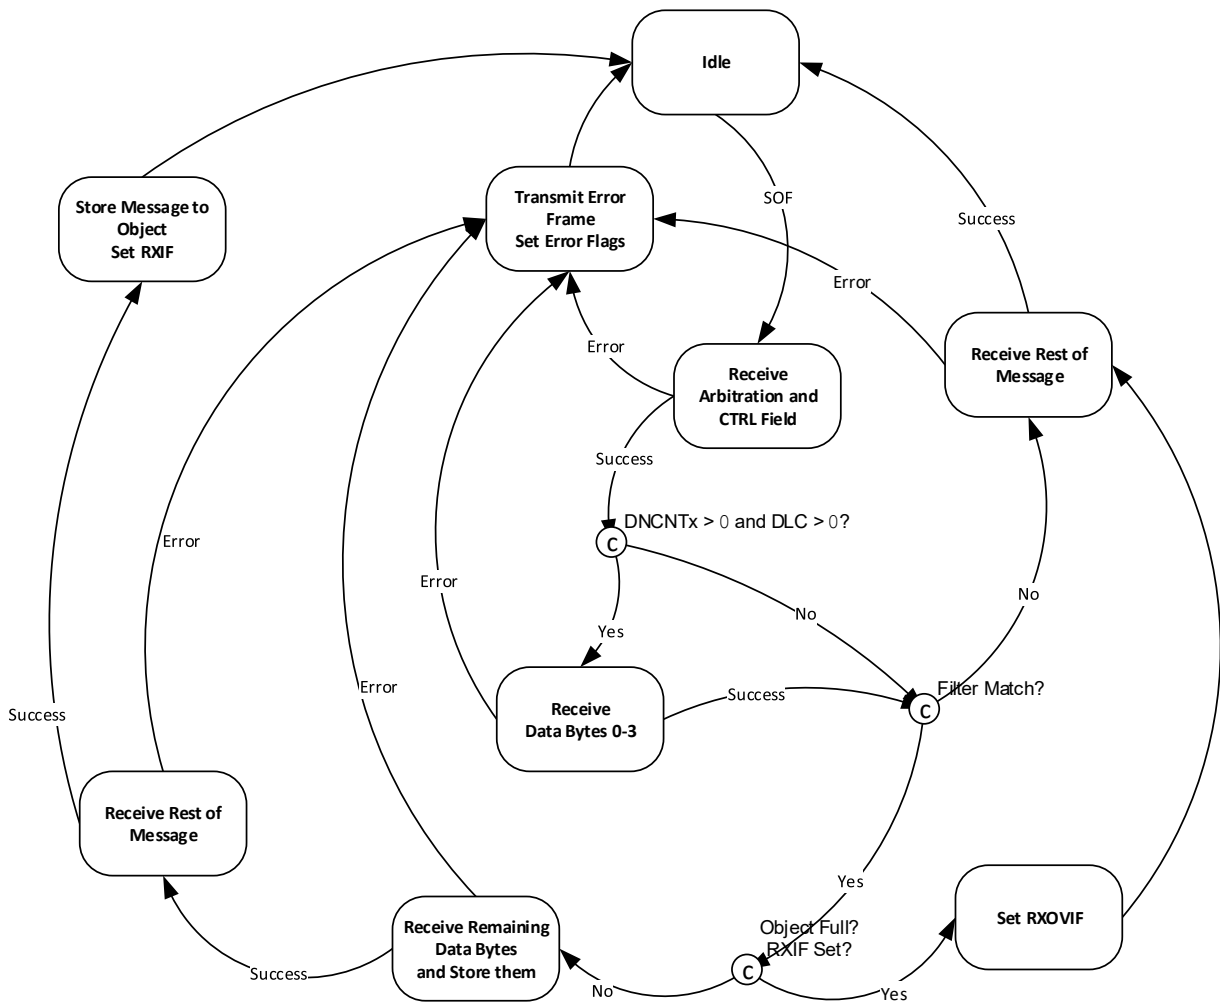 Idle
Transmit Error
Frame
Set Error Flags
SOF
Store Message to
Object
Set RXIF
Success
Error
Error
Receive Rest of
Message
Receive
Arbitration and
CTRL Field
Success
DNCNTx > 0 and DLC > 0?
C
Error
Error
No
No
Yes
Receive
Data Bytes 0-3
Success
Filter Match?
C
Error
Success
Receive Rest of
Message
Yes
Set RXOVIF
Object Full?
RXIF Set?
C
Receive Remaining
Data Bytes
and Store them
Success
No
Yes